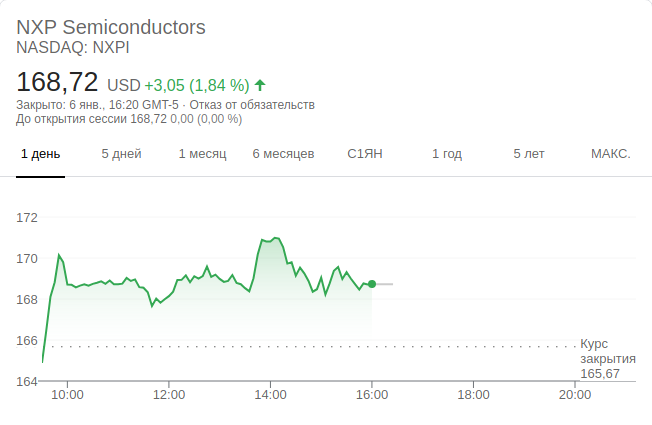 NXP Semiconductors
NASDAQ: NXPI
168,72 USD +3,05 (1,84 %)
Закрыто: 6 янв., 16:20 GMT-5 · Отказ от обязательств
До открытия сессии 168,72 0,00 (0,00 %)
1 день 5 дней 1 месяц 6 месяцев С1ЯН 1 год 5 лет МАКС.
172
170
168
166
Курс
закрытия
165,67
164
10:00 12:00 14:00 16:00 18:00 20:00